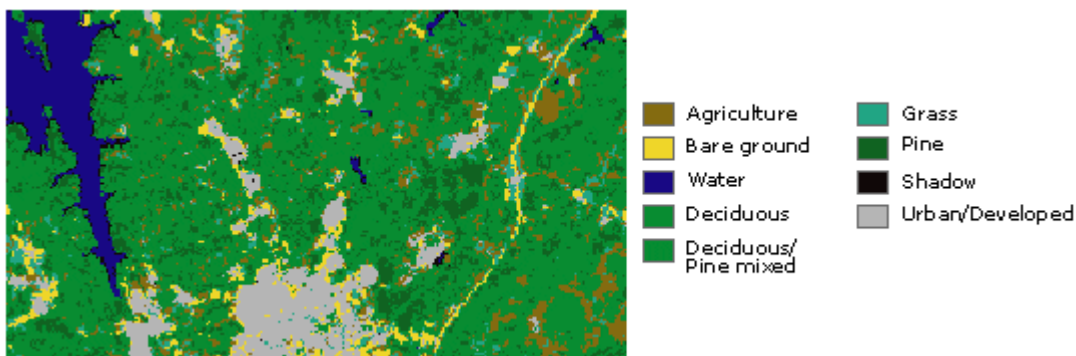 Agriculture
Bare ground
Water
Deciduous
Deciduous/
Pine mixed
Grass
Pine
Shadow
Urban/Developed